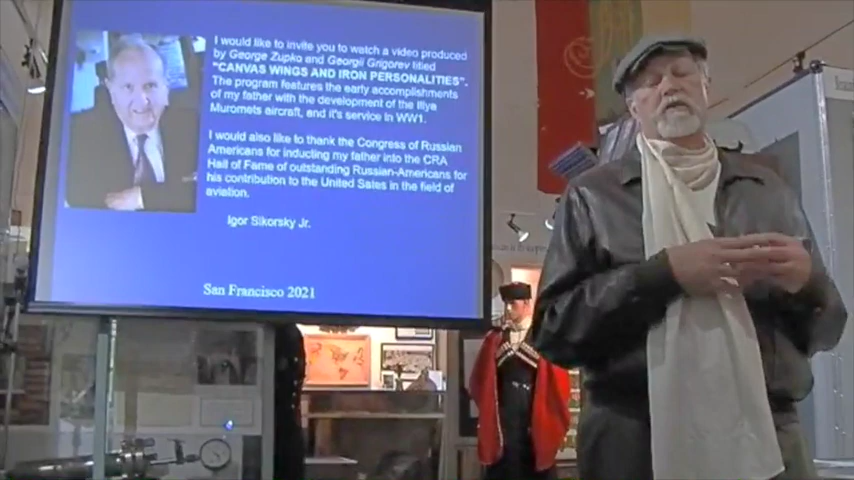 I would like to invite you to watch a video produced
by George Zupko and Georgii Grigorev titled
"CANVAS WINGS AND IRON PERSONALITIES".
The program features the early accomplishments
of my father with the development of the Illya
Muromets aircraft, and it's service in WW1.
I would also like to thank the Congress of Russian
Americans for inducting my father into the CRA
Hall of Fame of outstanding Russian-Americans for
his contribution to the United States in the field of
aviation.
Igor Sikorsky Jr.
San Francisco 2021